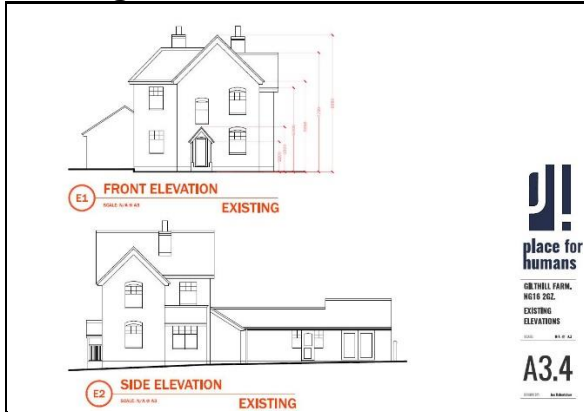 E1 FRONT ELEVATION
EXISTING
E2 SIDE ELEVATION
EXISTING
place for
humans
GILTHILL FARM,
NG16 2GZ.
EXISTING
ELEVATIONS
A3.4